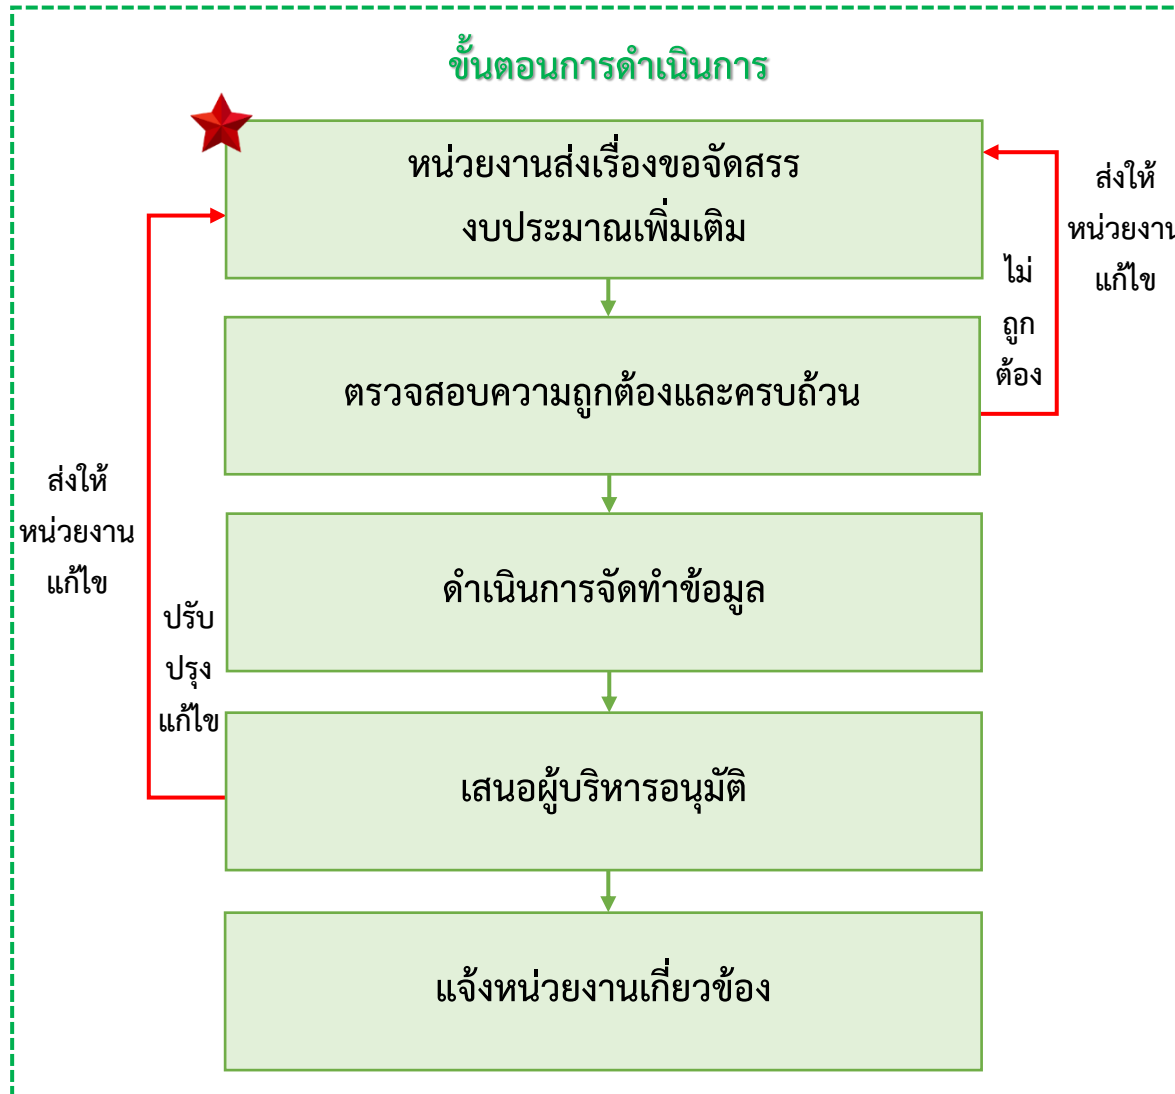 ขั้นตอนการดำเนินการ
หน่วยงานส่งเรื่องขอจัดสรร
งบประมาณเพิ่มเติม
ส่งให้
หน่วยงาน
แก้ไข
ไม่
ถูก
ต้อง
ตรวจสอบความถูกต้องและครบถ้วน
ส่งให้
หน่วยงาน
แก้ไข
ดำเนินการจัดทำข้อมูล
ปรับ
ปรุง
แก้ไข
เสนอผู้บริหารอนุมัติ
แจ้งหน่วยงานเกี่ยวข้อง